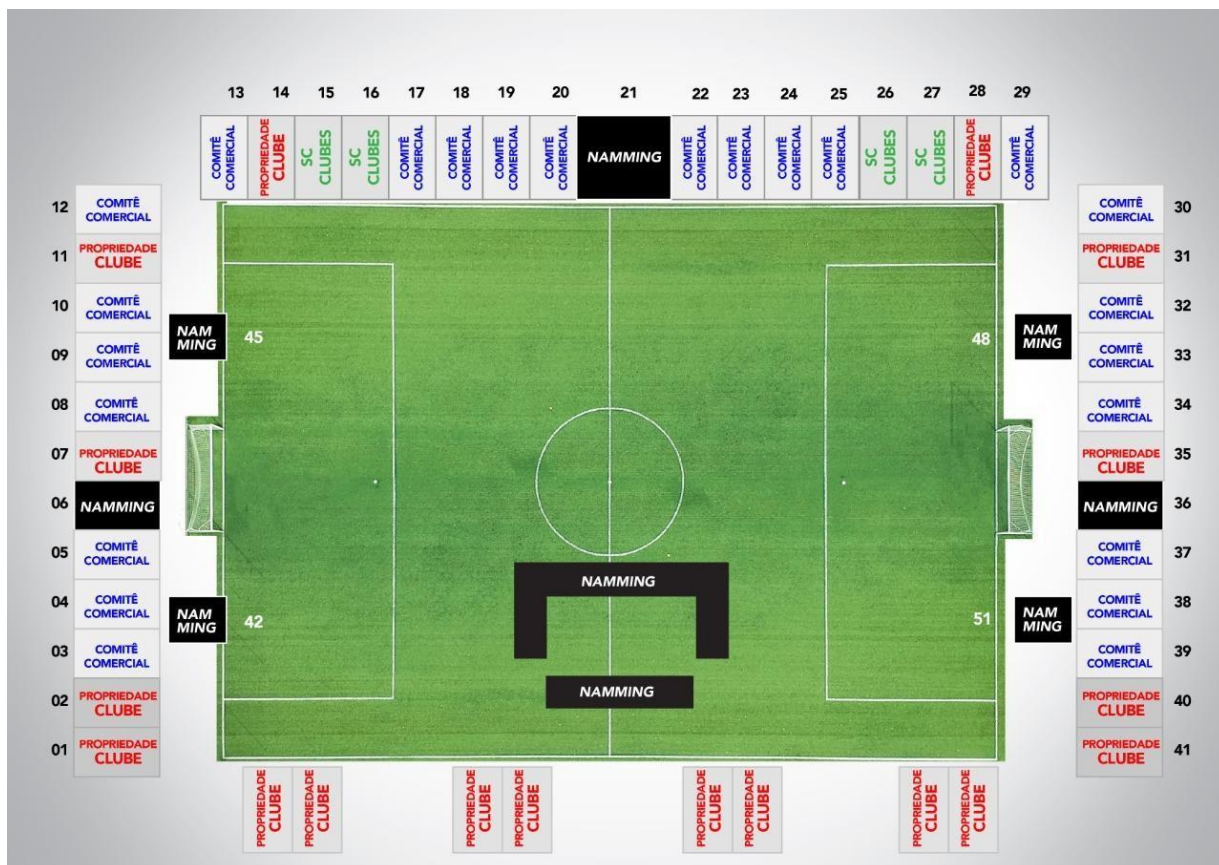 13 14 15 16 17 18 19 20 21 22 23 24 25 26 27 28 29
COMITÊ
COMERCIAL
PROPRIEDADE
CLUBE
SC
CLUBES
SC
CLUBES
COMITÊ
COMERCIAL
COMITÊ
COMERCIAL
COMITÊ
COMERCIAL
COMITÊ
COMERCIAL
NAMMING
COMITÊ
COMERCIAL
COMITÊ
COMERCIAL
COMITÊ
COMERCIAL
COMITÊ
COMERCIAL
SC
CLUBES
SC
CLUBES
PROPRIEDADE
CLUBE
COMITÊ
COMERCIAL
12
COMITÊ
COMERCIAL
11
PROPRIEDADE
CLUBE
10
COMITÊ
COMERCIAL
09
COMITÊ
COMERCIAL
08
COMITÊ
COMERCIAL
07
PROPRIEDADE
CLUBE
06
NAMMING
05
COMITÊ
COMERCIAL
04
COMITÊ
COMERCIAL
03
COMITÊ
COMERCIAL
02
PROPRIEDADE
CLUBE
01
PROPRIEDADE
CLUBE
NAM
MING
45
NAM
MING
42
NAMMING
NAMMING
48
NAM
MING
51
NAM
MING
COMITÊ
COMERCIAL
30
PROPRIEDADE
CLUBE
31
COMITÊ
COMERCIAL
32
COMITÊ
COMERCIAL
33
COMITÊ
COMERCIAL
34
PROPRIEDADE
CLUBE
35
NAMMING
36
COMITÊ
COMERCIAL
37
COMITÊ
COMERCIAL
38
COMITÊ
COMERCIAL
39
PROPRIEDADE
CLUBE
40
PROPRIEDADE
CLUBE
41
PROPRIEDADE
CLUBE
PROPRIEDADE
CLUBE
PROPRIEDADE
CLUBE
PROPRIEDADE
CLUBE
PROPRIEDADE
CLUBE
PROPRIEDADE
CLUBE
PROPRIEDADE
CLUBE
PROPRIEDADE
CLUBE